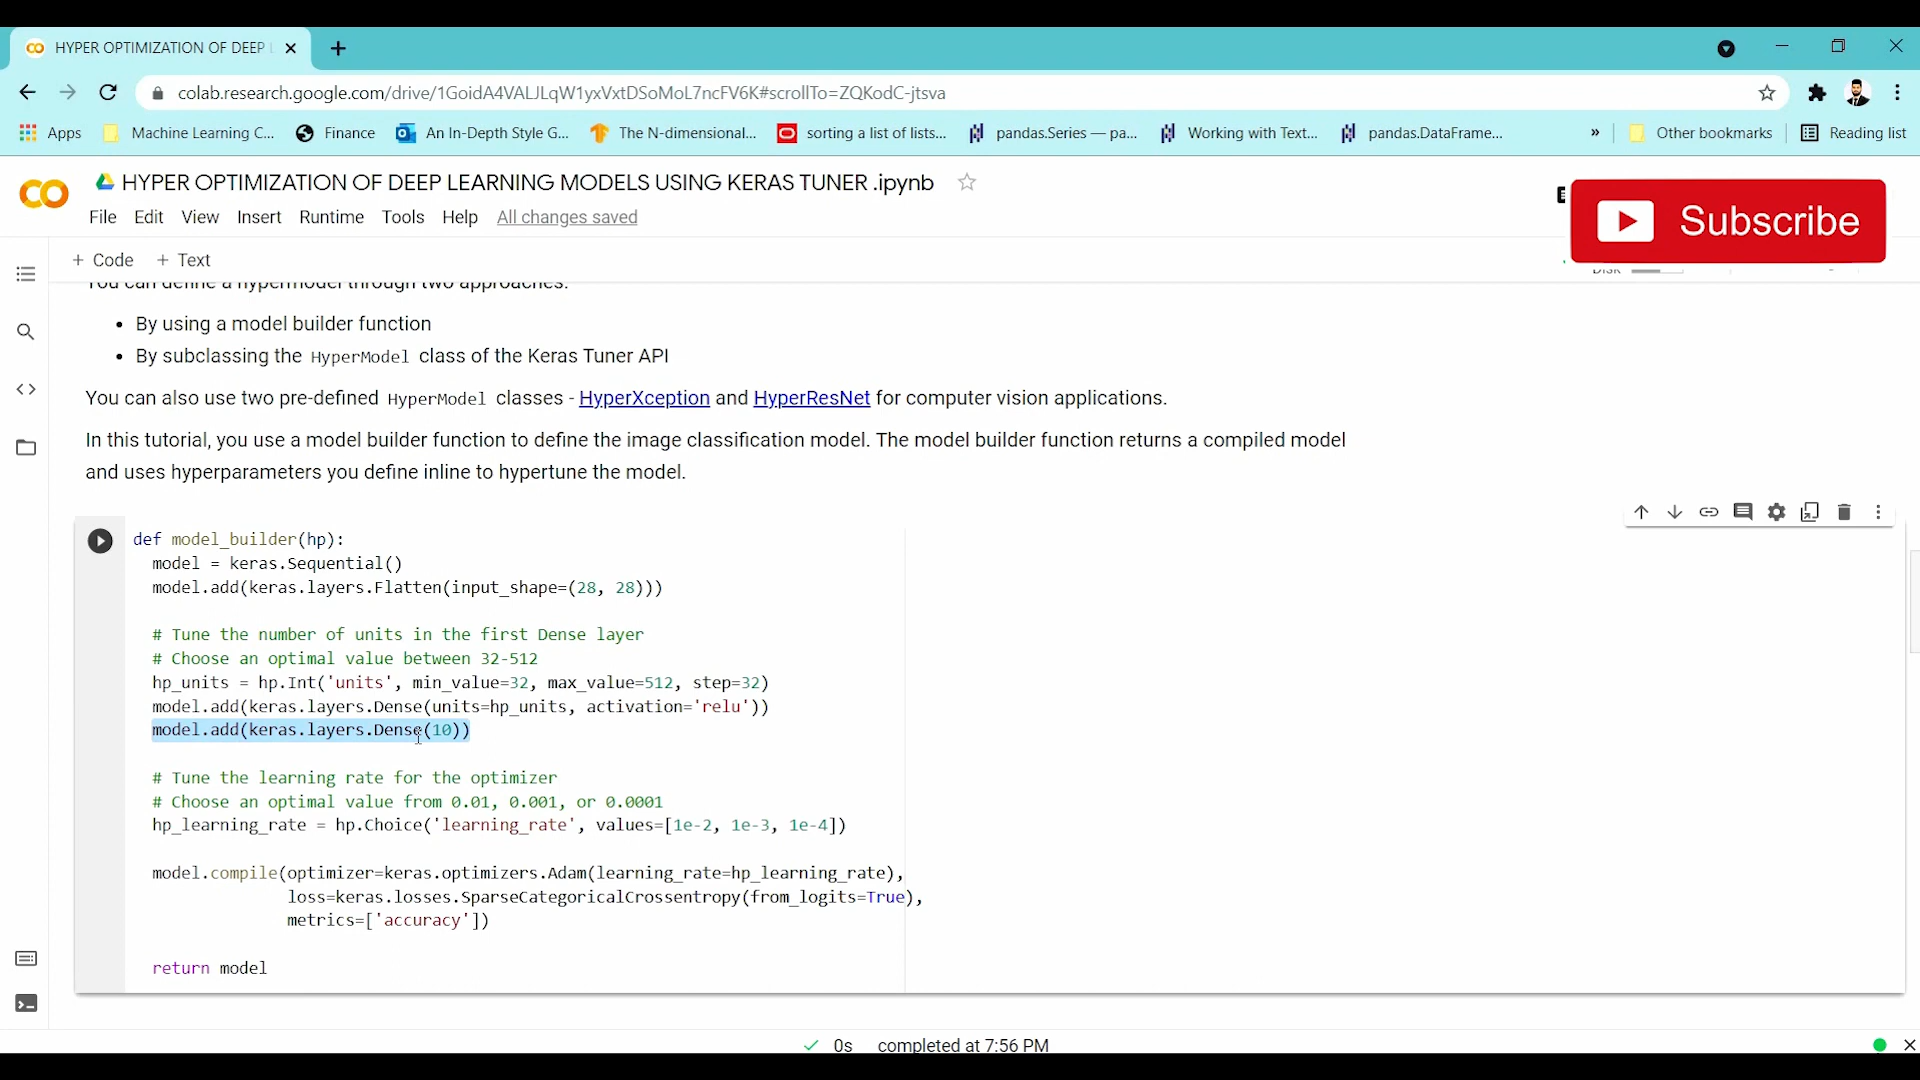 HYPER OPTIMIZATION OF DEEP
colab.research.google.com/drive/1GoidA4VALJLqW1yxVxtDSoMoL7ncFV6K#scrollTo=ZQKodC-jtsva
Apps Machine Learning C... Finance An In-Depth Style G... The N-dimensional... sorting a list of lists... pandas.Series — pa... Working with Text... pandas.DataFrame... » Other bookmarks Reading list
HYPER OPTIMIZATION OF DEEP LEARNING MODELS USING KERAS TUNER .ipynb
Subscribe
File Edit View Insert Runtime Tools Help All changes saved
+ Code + Text
You can define a hypermodel through two approaches:
• By using a model builder function
• By subclassing the HyperModel class of the Keras Tuner API
You can also use two pre-defined HyperModel classes - HyperXception and HyperResNet for computer vision applications.
In this tutorial, you use a model builder function to define the image classification model. The model builder function returns a compiled model
and uses hyperparameters you define inline to hypertune the model.
def model_builder(hp):
model = keras.Sequential()
model.add(keras.layers.Flatten(input_shape=(28, 28)))
# Tune the number of units in the first Dense layer
# Choose an optimal value between 32-512
hp_units = hp.Int('units', min_value=32, max_value=512, step=32)
model.add(keras.layers.Dense(units=hp_units, activation='relu'))
model.add(keras.layers.Dense(10))
# Tune the learning rate for the optimizer
# Choose an optimal value from 0.01, 0.001, or 0.0001
hp_learning_rate = hp.Choice('learning_rate', values=[1e-2, 1e-3, 1e-4])
model.compile(optimizer=keras.optimizers.Adam(learning_rate=hp_learning_rate),
loss=keras.losses.SparseCategoricalCrossentropy(from_logits=True),
metrics=['accuracy'])
return model
0s completed at 7:56 PM